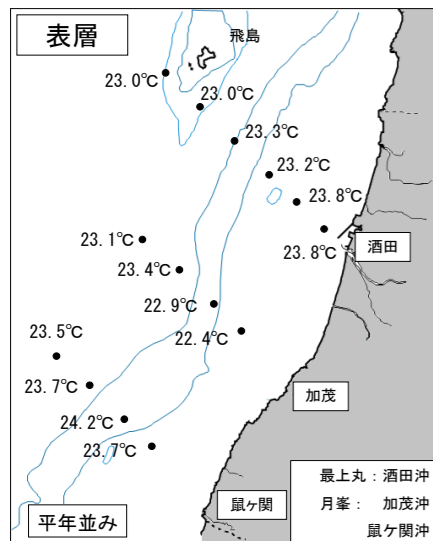 表層
飛島
23.0℃
23.0℃
23.3℃
23.2℃
23.8℃
23.8℃
酒田
23.1℃
23.4℃
22.9℃
22.4℃
23.5℃
23.7℃
24.2℃
23.7℃
加茂
鼠ヶ関
平年並み
最上丸：酒田沖
月峯： 加茂沖
鼠ケ関沖